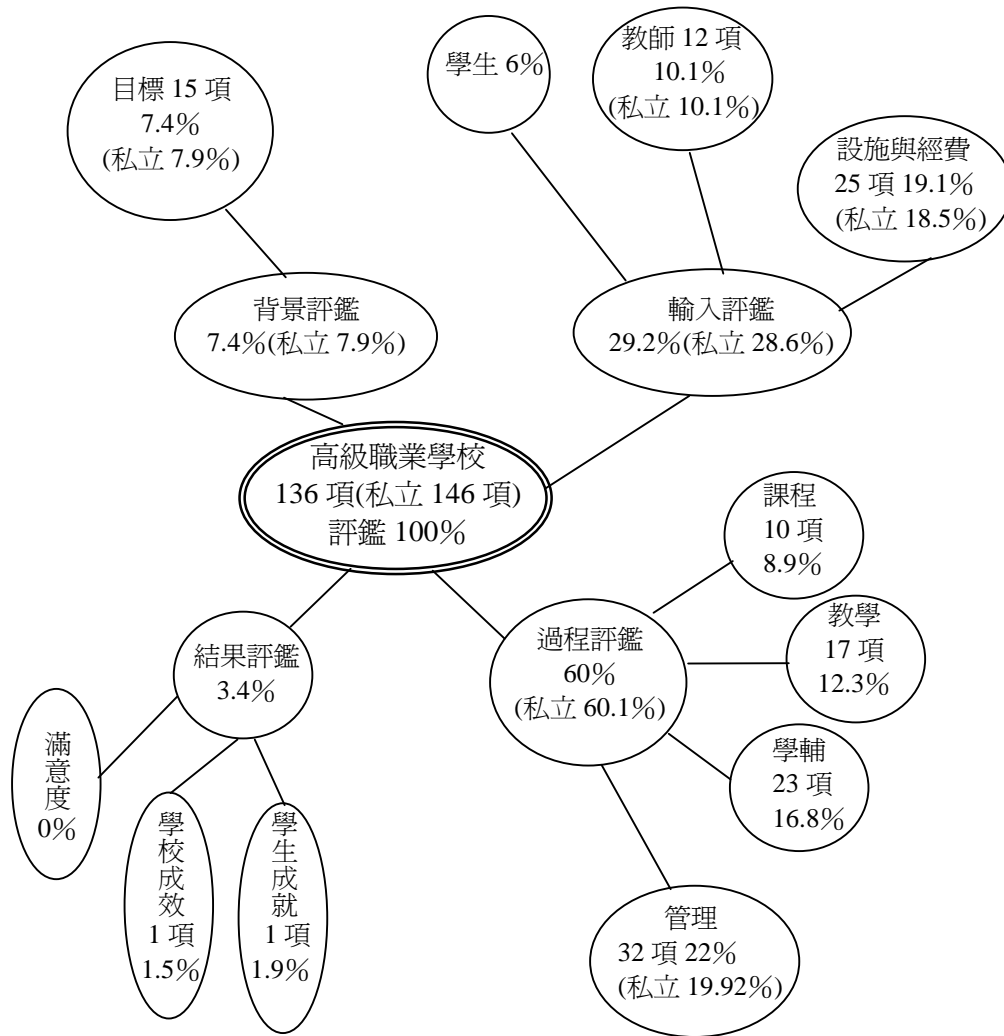 目標 15 項
7.4%
(私立 7.9%)
學生 6%
教師 12 項
10.1%
(私立 10.1%)
設施與經費
25 項 19.1%
(私立 18.5%)
背景評鑑
7.4%(私立 7.9%)
輸入評鑑
29.2%(私立 28.6%)
高級職業學校
136 項(私立 146 項)
評鑑 100%
課程
10 項
8.9%
教學
17 項
12.3%
學輔
23 項
16.8%
過程評鑑
60%
(私立 60.1%)
管理
32 項 22%
(私立 19.92%)
結果評鑑
3.4%
滿意度
0%
學校成效
1 項
1.5%
學生成就
1 項
1.9%